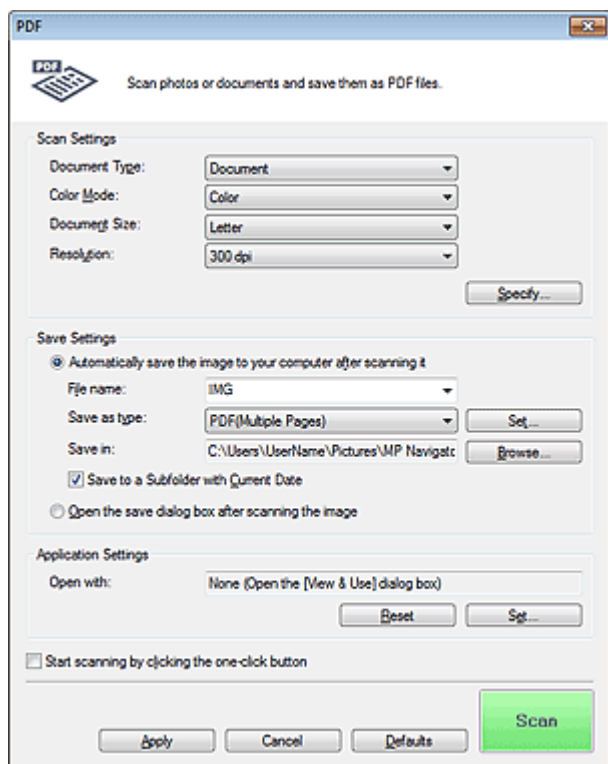 PDF
PDF
Scan photos or documents and save them as PDF files.
Scan Settings
Document Type: Document
Color Mode: Color
Document Size: Letter
Resolution: 300 dpi
Specify...
Save Settings
Automatically save the image to your computer after scanning it
File name: IMG
Save as type: PDF(Multiple Pages) Set...
Save in: C:\Users\UserName\Pictures\MP Navigatc Browse...
Save to a Subfolder with Current Date
Open the save dialog box after scanning the image
Application Settings
Open with: None (Open the [View & Use] dialog box)
Reset Set...
Start scanning by clicking the one-click button
Scan
Apply Cancel Defaults